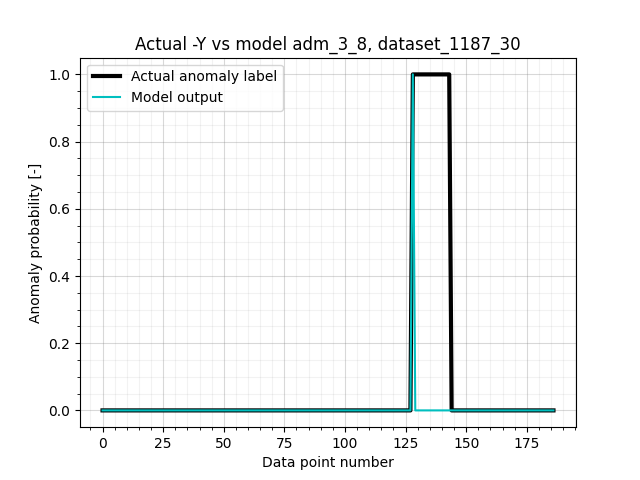 Actual -Y vs model adm_3_8, dataset_1187_30
Actual anomaly label
Model output
Anomaly probability [-]
1.0
0.8
0.6
0.4
0.2
0.0
0 25 50 75 100 125 150 175
Data point number